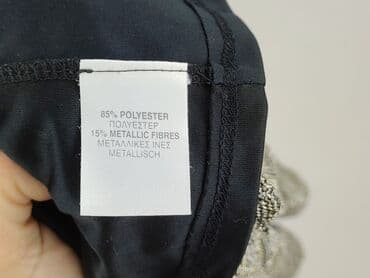 85% POLYESTER
ΠΟΛΥΕΣΤΕΡ
15% METALLIC FIBRES
ΜΕΤΑΛΛΙΚΕΣ ΙΝΕΣ
METALLISCH